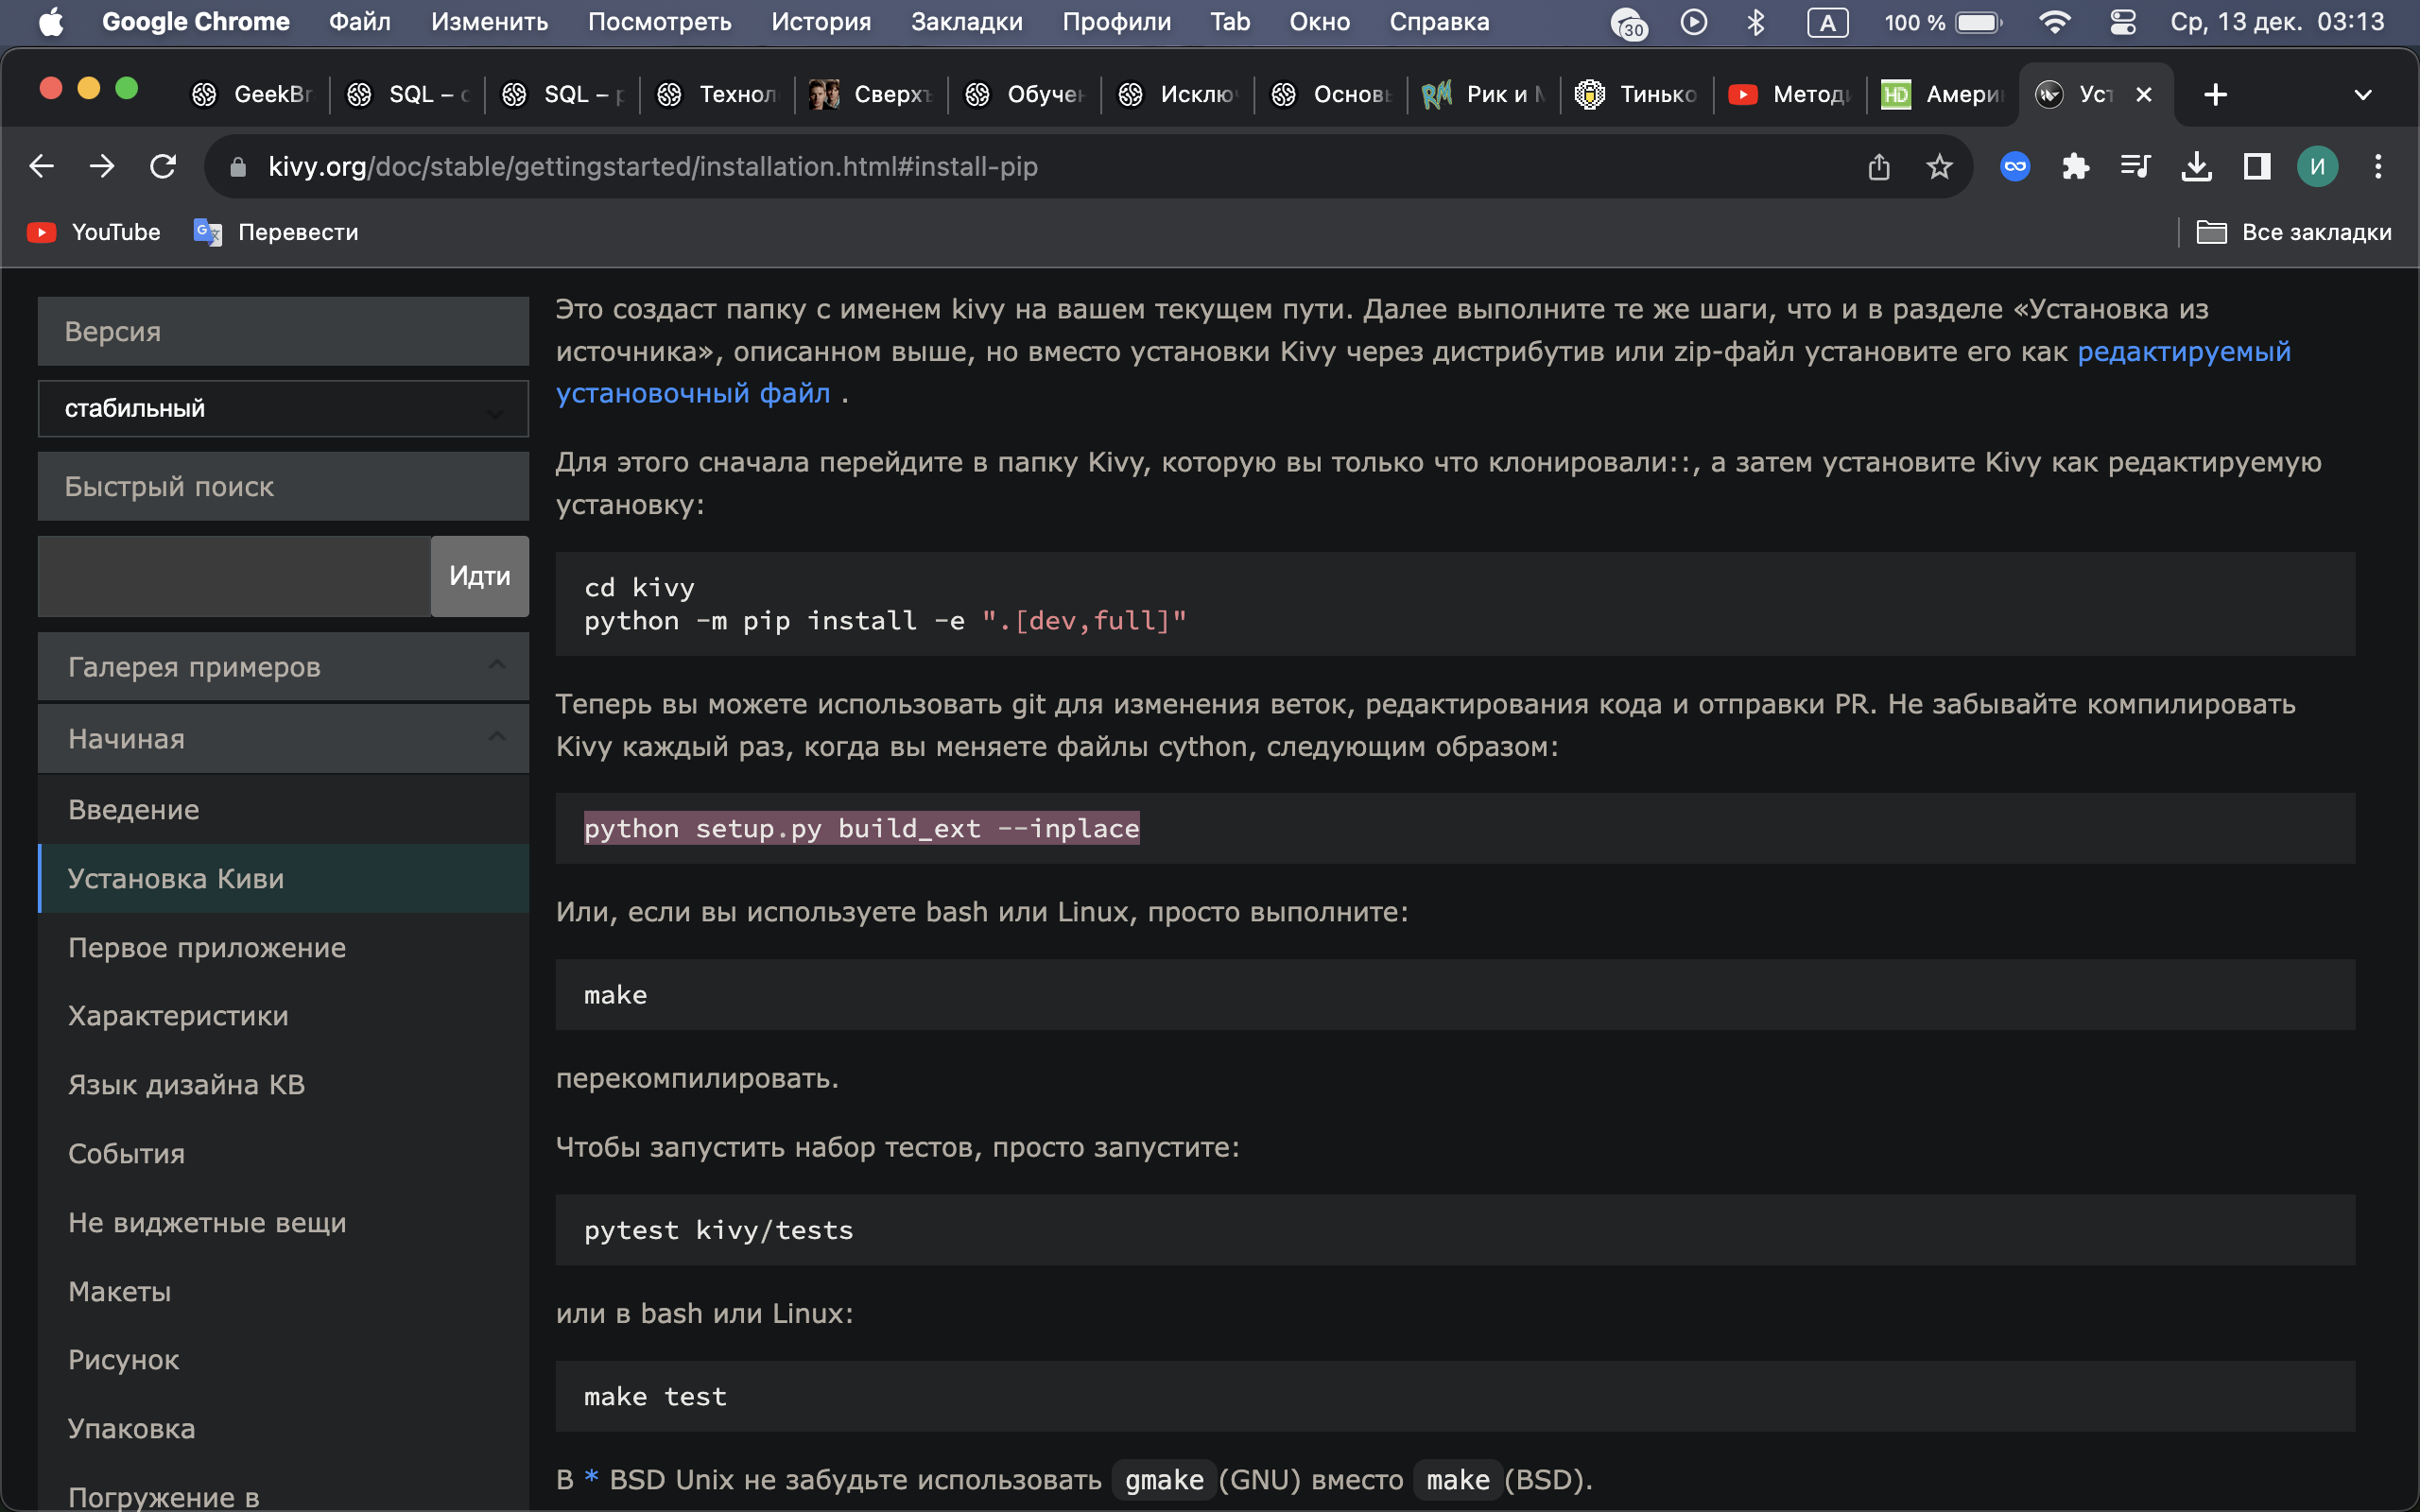 Google Chrome Файл Изменить Посмотреть История Закладки Профили Tab Окно Справка 30 A 100 % Ср, 13 дек. 03:13
GeekBr SQL – SQL – Технол Сверхъ Обучен Исклю Основы Рик и Тинько Методи HD Амери Уст
kivy.org/doc/stable/gettingstarted/installation.html#install-pip И
YouTube Перевести Все закладки
Версия
стабильный
Быстрый поиск
Идти
Галерея примеров
Начиная
Введение
Установка Киви
Первое приложение
Характеристики
Язык дизайна КВ
События
Не виджетные вещи
Макеты
Рисунок
Упаковка
Погружение в
Это создаст папку с именем kivy на вашем текущем пути. Далее выполните те же шаги, что и в разделе «Установка из
источника», описанном выше, но вместо установки Kivy через дистрибутив или zip-файл установите его как редактируемый
установочный файл .
Для этого сначала перейдите в папку Kivy, которую вы только что клонировали::, а затем установите Kivy как редактируемую
установку:
cd kivy
python -m pip install -e ".[dev,full]"
Теперь вы можете использовать git для изменения веток, редактирования кода и отправки PR. Не забывайте компилировать
Kivy каждый раз, когда вы меняете файлы cython, следующим образом:
python setup.py build_ext --inplace
Или, если вы используете bash или Linux, просто выполните:
make
перекомпилировать.
Чтобы запустить набор тестов, просто запустите:
pytest kivy/tests
или в bash или Linux:
make test
В * BSD Unix не забудьте использовать gmake (GNU) вместо make (BSD).